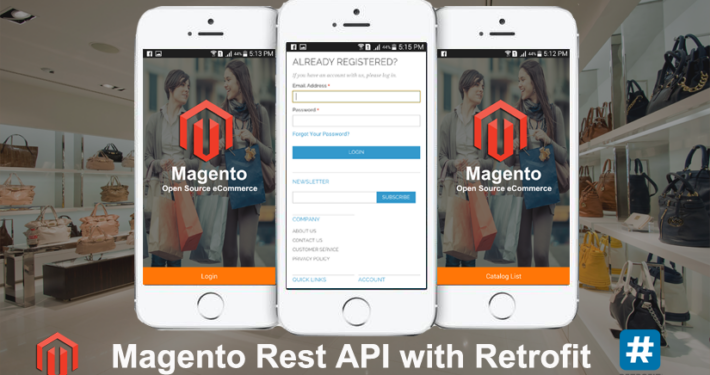 44% 5:13 PM
Magento
Open Source eCommerce
Login
44% 5:15 PM
ALREADY REGISTERED?
If you have an account with us, please log in.
Email Address *
Password *
Forgot Your Password?
LOGIN
NEWSLETTER
SUBSCRIBE
COMPANY
ABOUT US
CONTACT US
CUSTOMER SERVICE
PRIVACY POLICY
QUICK LINKS ACCOUNT
44% 5:12 PM
Magento
Open Source eCommerce
Catalog List
Magento Rest API with Retrofit
#